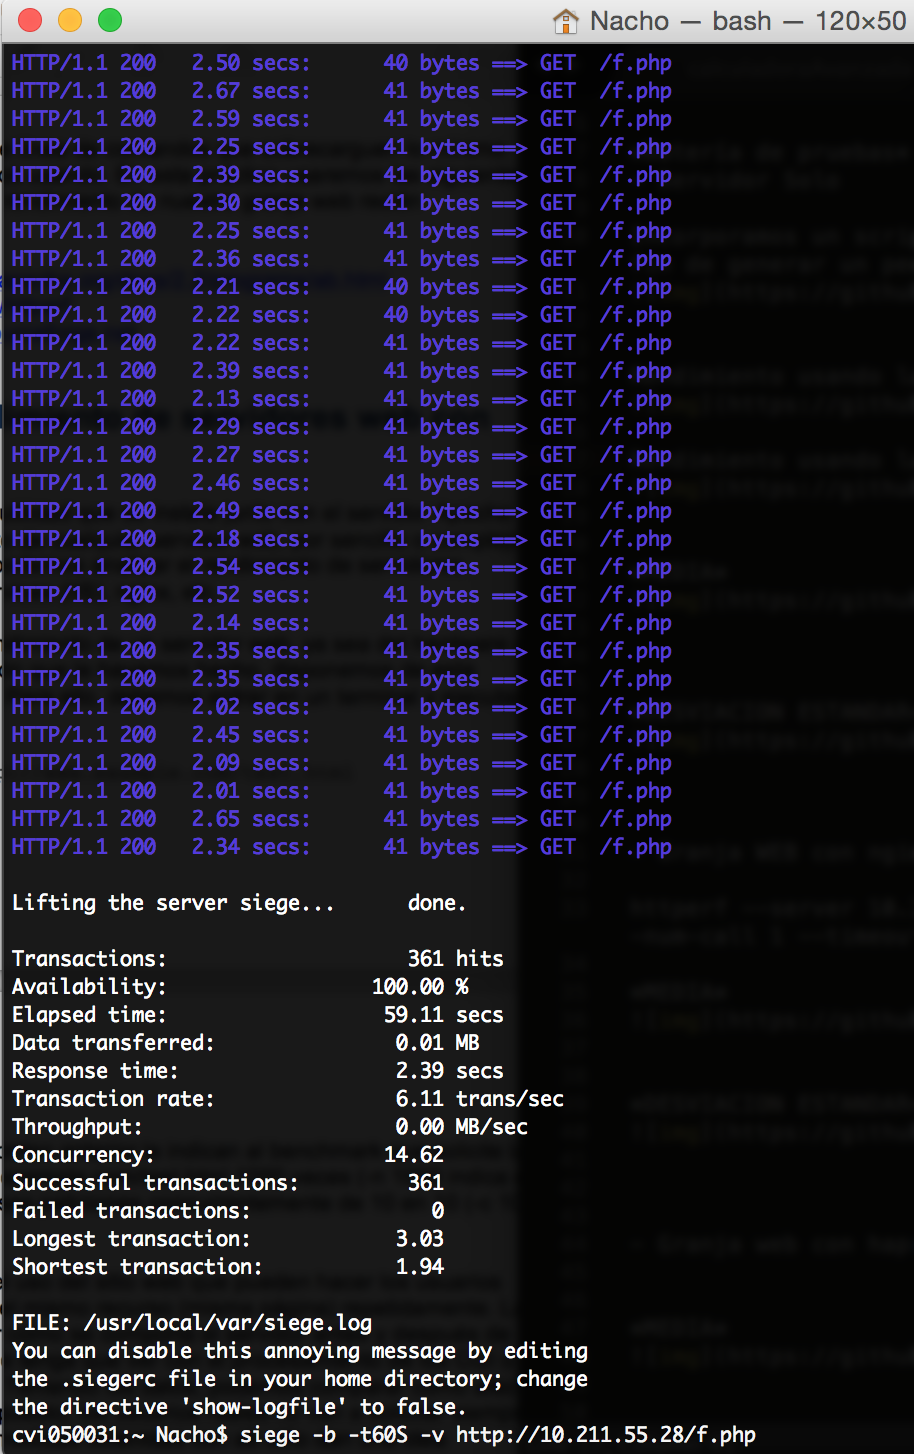 Nacho — bash — 120×50
HTTP/1.1 200   2.50 secs:      40 bytes ==> GET  /f.php
HTTP/1.1 200   2.67 secs:      41 bytes ==> GET  /f.php
HTTP/1.1 200   2.59 secs:      41 bytes ==> GET  /f.php
HTTP/1.1 200   2.25 secs:      41 bytes ==> GET  /f.php
HTTP/1.1 200   2.39 secs:      41 bytes ==> GET  /f.php
HTTP/1.1 200   2.30 secs:      41 bytes ==> GET  /f.php
HTTP/1.1 200   2.25 secs:      41 bytes ==> GET  /f.php
HTTP/1.1 200   2.36 secs:      41 bytes ==> GET  /f.php
HTTP/1.1 200   2.21 secs:      40 bytes ==> GET  /f.php
HTTP/1.1 200   2.22 secs:      40 bytes ==> GET  /f.php
HTTP/1.1 200   2.22 secs:      41 bytes ==> GET  /f.php
HTTP/1.1 200   2.39 secs:      41 bytes ==> GET  /f.php
HTTP/1.1 200   2.13 secs:      41 bytes ==> GET  /f.php
HTTP/1.1 200   2.29 secs:      41 bytes ==> GET  /f.php
HTTP/1.1 200   2.27 secs:      41 bytes ==> GET  /f.php
HTTP/1.1 200   2.46 secs:      41 bytes ==> GET  /f.php
HTTP/1.1 200   2.49 secs:      41 bytes ==> GET  /f.php
HTTP/1.1 200   2.18 secs:      41 bytes ==> GET  /f.php
HTTP/1.1 200   2.54 secs:      41 bytes ==> GET  /f.php
HTTP/1.1 200   2.52 secs:      41 bytes ==> GET  /f.php
HTTP/1.1 200   2.14 secs:      41 bytes ==> GET  /f.php
HTTP/1.1 200   2.35 secs:      41 bytes ==> GET  /f.php
HTTP/1.1 200   2.35 secs:      41 bytes ==> GET  /f.php
HTTP/1.1 200   2.02 secs:      41 bytes ==> GET  /f.php
HTTP/1.1 200   2.45 secs:      41 bytes ==> GET  /f.php
HTTP/1.1 200   2.09 secs:      41 bytes ==> GET  /f.php
HTTP/1.1 200   2.01 secs:      41 bytes ==> GET  /f.php
HTTP/1.1 200   2.65 secs:      41 bytes ==> GET  /f.php
HTTP/1.1 200   2.34 secs:      41 bytes ==> GET  /f.php
Lifting the server siege...      done.
Transactions:                    361 hits
Availability:                 100.00 %
Elapsed time:                  59.11 secs
Data transferred:               0.01 MB
Response time:                  2.39 secs
Transaction rate:               6.11 trans/sec
Throughput:                     0.00 MB/sec
Concurrency:                   14.62
Successful transactions:         361
Failed transactions:               0
Longest transaction:            3.03
Shortest transaction:           1.94
FILE: /usr/local/var/siege.log
You can disable this annoying message by editing
the .siegerc file in your home directory; change
the directive 'show-logfile' to false.
cvi050031:~ Nacho$ siege -b -t60S -v http://10.211.55.28/f.php